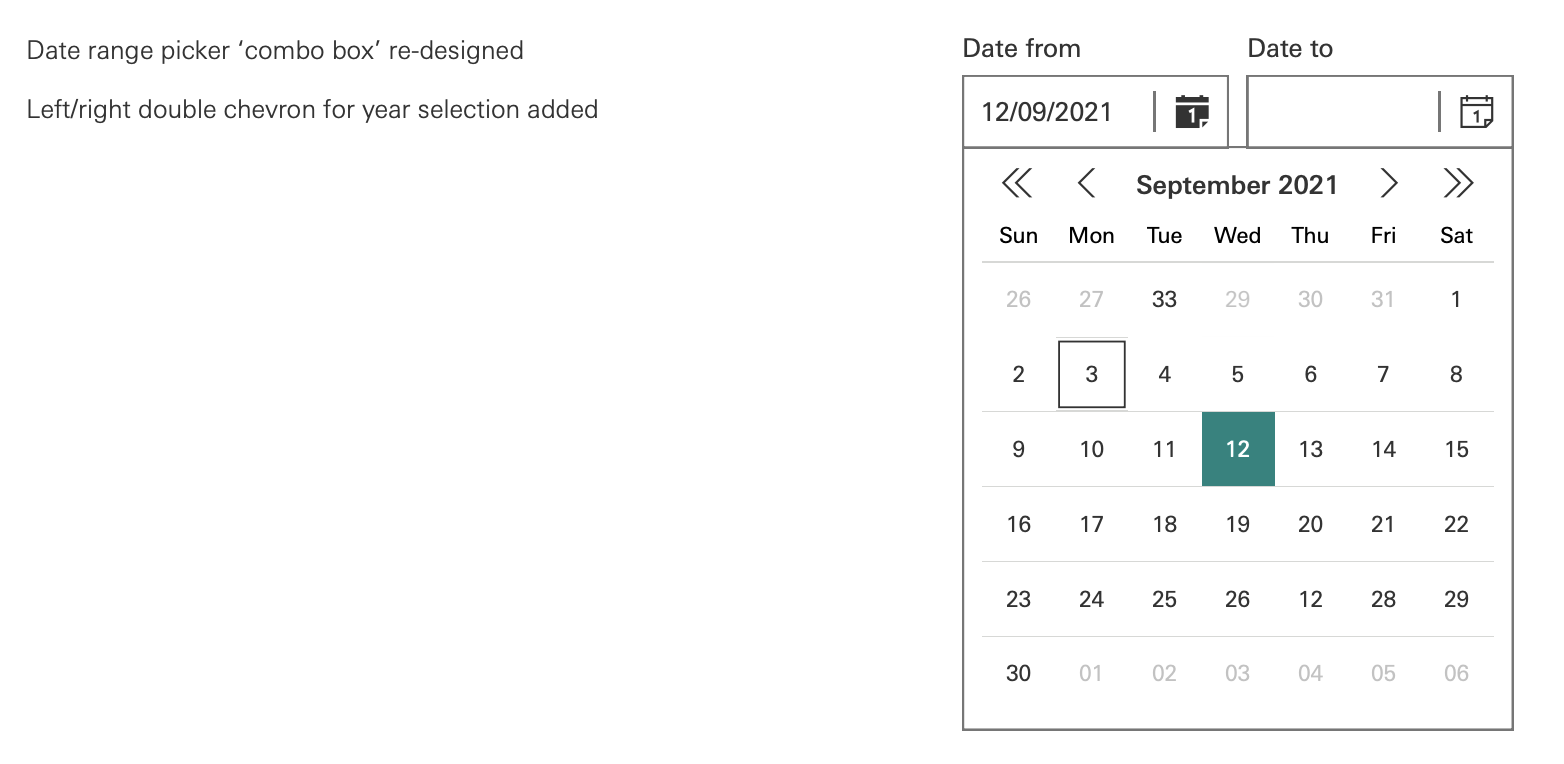 Date range picker ‘combo box’ re-designed
Left/right double chevron for year selection added
Date from Date to
12/09/2021 1 1
September 2021
Sun Mon Tue Wed Thu Fri Sat
26 27 33 29 30 31 1
2 3 4 5 6 7 8
9 10 11 12 13 14 15
16 17 18 19 20 21 22
23 24 25 26 12 28 29
30 01 02 03 04 05 06